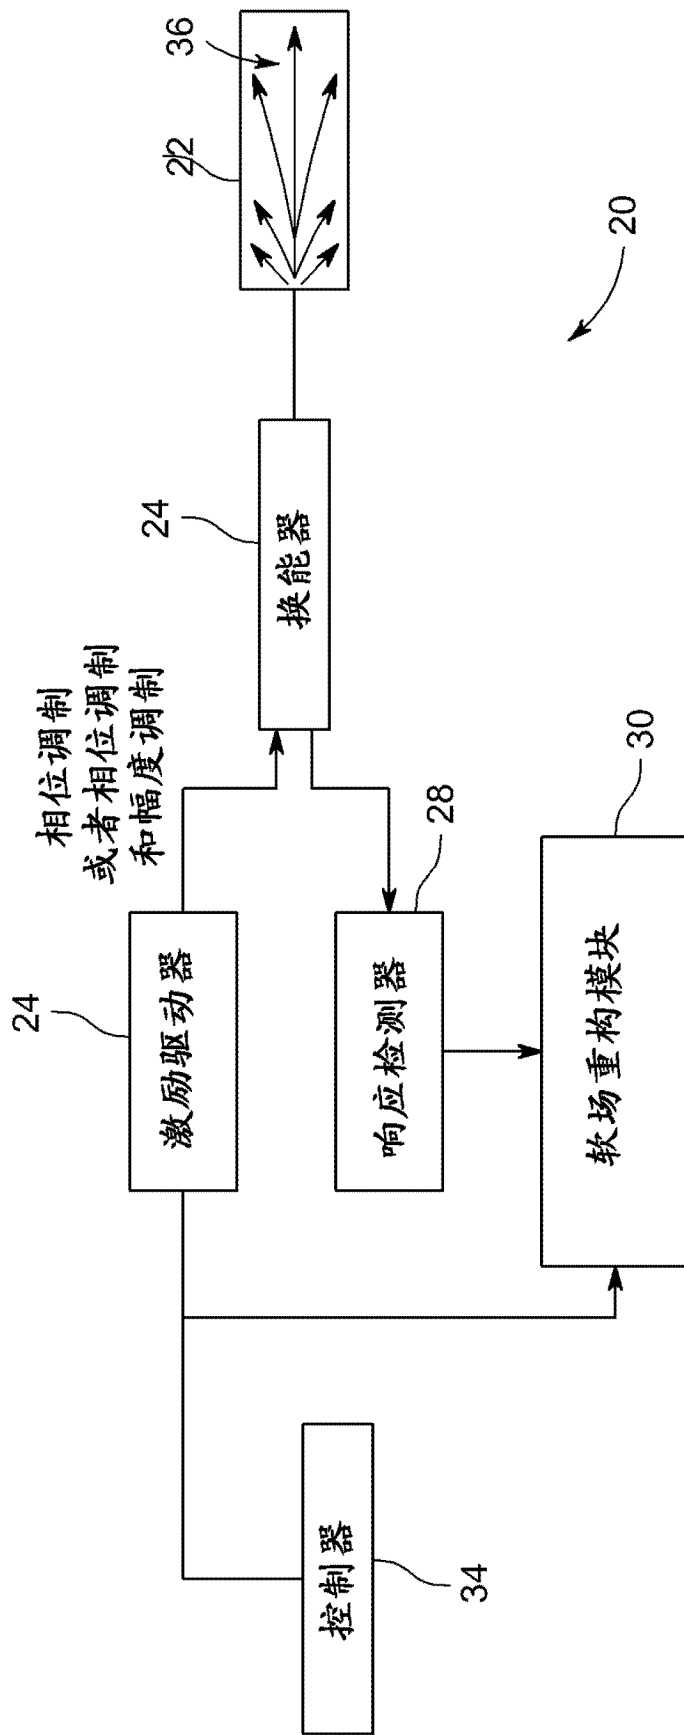 24
相位调制
或者相位调制
和幅度调制
激励驱动器
24
22
36
换能器
控制器
34
响应检测器
28
软场重构模块
30
20